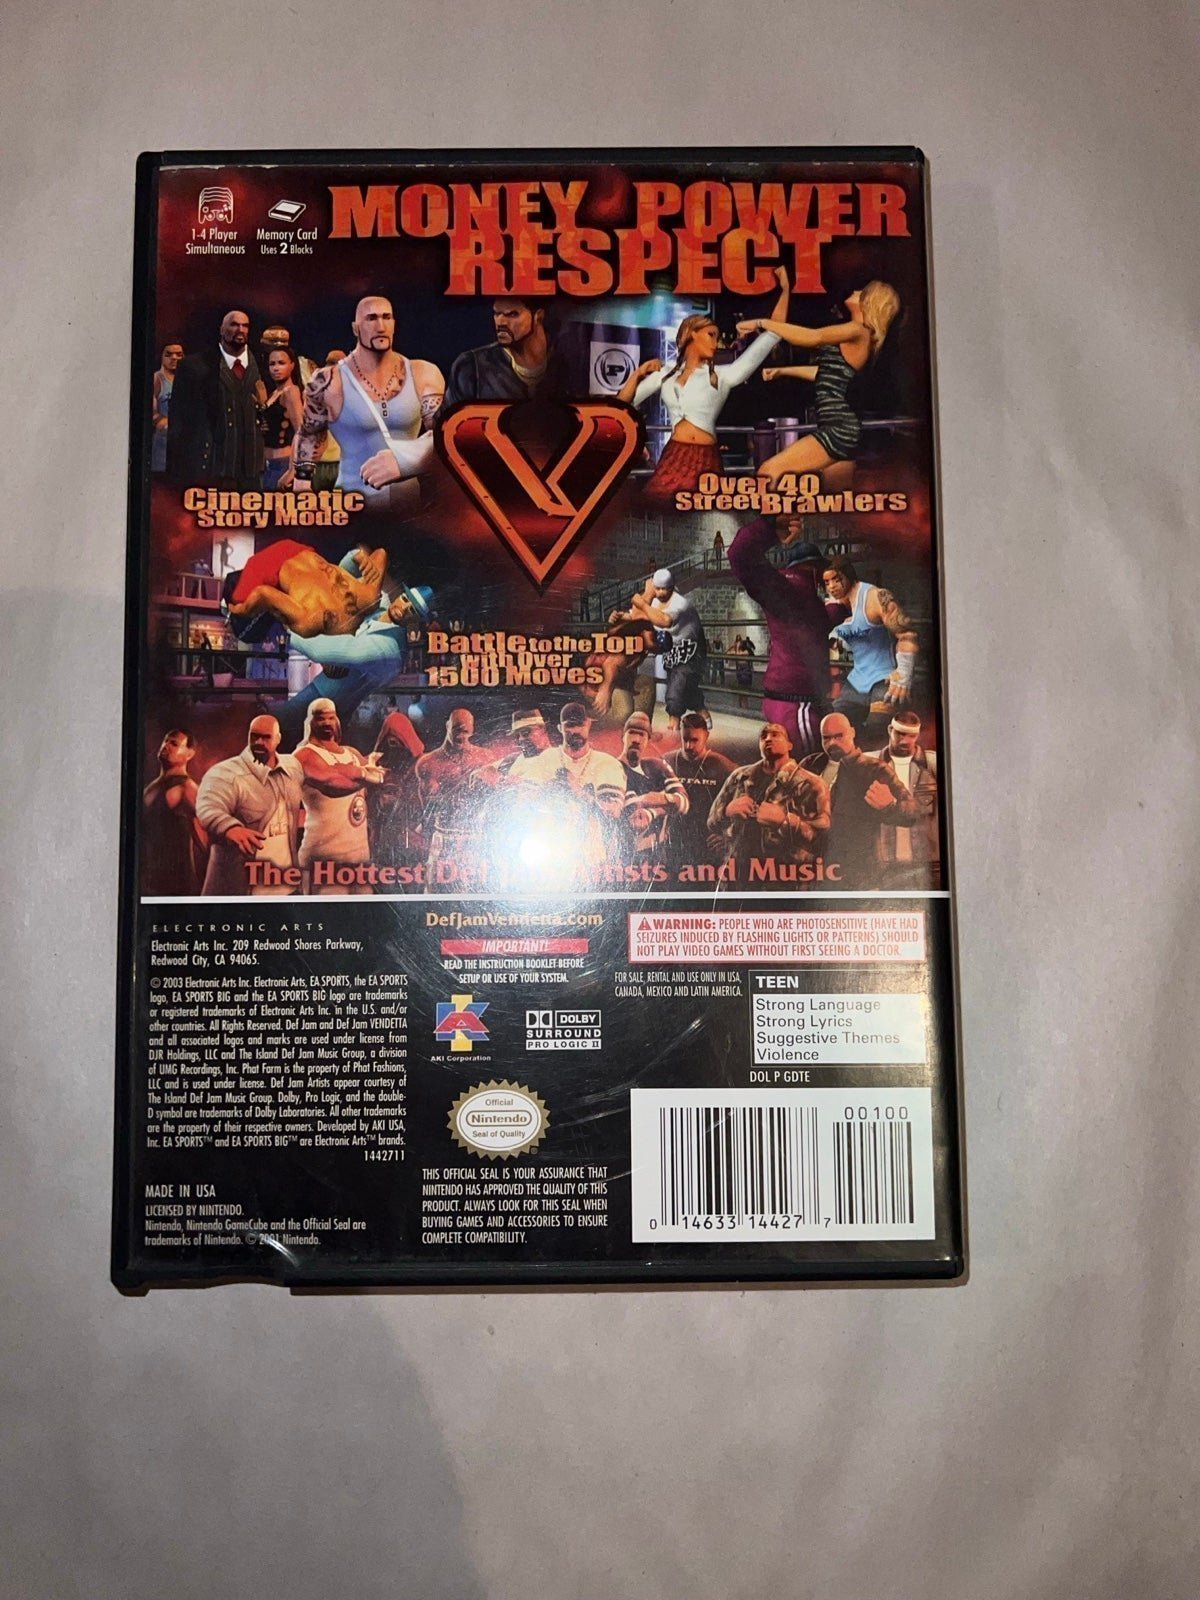 MONEY POWER
RESPECT
1-4 Player
Simultaneous
Memory Card
Uses 2 Blocks
P
Cinematic
Story Mode
Over 40
Street Brawlers
Battle to the Top
with Over
1500 Moves
The Hottest Def Artists and Music
ELECTRONIC ARTS
Electronic Arts Inc. 209 Redwood Shores Parkway,
Redwood City, CA 94065.
© 2003 Electronic Arts Inc. Electronic Arts, EA SPORTS, the EA SPORTS
logo, EA SPORTS BIG and the EA SPORTS BIG logo are trademarks
or registered trademarks of Electronic Arts Inc. in the U.S. and/or
other countries. All Rights Reserved. Def Jam and Def Jam VENDETTA
and all associated logos and marks are used under license from
DJR Holdings, LLC and The Island Def Jam Music Group, a division
of UMG Recordings, Inc. Phat Farm is the property of Phat Fashions,
LLC and is used under license. Def Jam Artists appear courtesy of
The Island Def Jam Music Group. Dolby, Pro Logic, and the double-
D symbol are trademarks of Dolby Laboratories. All other trademarks
are the property of their respective owners. Developed by AKI USA,
Inc. EA SPORTS™ and EA SPORTS BIG™ are Electronic Arts™ brands.
1442711
MADE IN USA
LICENSED BY NINTENDO.
Nintendo, Nintendo GameCube and the Official Seal are
trademarks of Nintendo. © 2001 Nintendo.
DefJamVendetta.com
IMPORTANT!
READ THE INSTRUCTION BOOKLET BEFORE
SETUP OR USE OF YOUR SYSTEM.
AKI
AKI Corporation
DOLBY
SURROUND
PRO LOGIC II
Official
Nintendo
Seal of Quality
THIS OFFICIAL SEAL IS YOUR ASSURANCE THAT
NINTENDO HAS APPROVED THE QUALITY OF THIS
PRODUCT. ALWAYS LOOK FOR THIS SEAL WHEN
BUYING GAMES AND ACCESSORIES TO ENSURE
COMPLETE COMPATIBILITY.
WARNING: PEOPLE WHO ARE PHOTOSENSITIVE (HAVE HAD
SEIZURES INDUCED BY FLASHING LIGHTS OR PATTERNS) SHOULD
NOT PLAY VIDEO GAMES WITHOUT FIRST SEEING A DOCTOR.
FOR SALE, RENTAL AND USE ONLY IN USA,
CANADA, MEXICO AND LATIN AMERICA.
TEEN
Strong Language
Strong Lyrics
Suggestive Themes
Violence
DOL P GDTE
00100
0 14633 14427 7